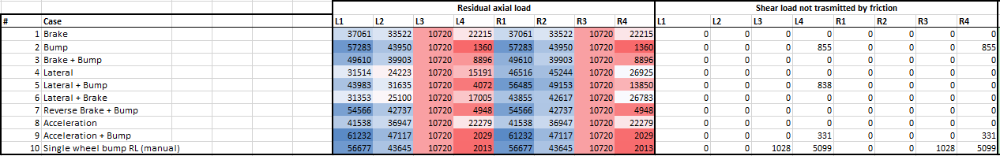 Residual axial load Shear load not trasmitted by friction
# Case L1 L2 L3 L4 R1 R2 R3 R4 L1 L2 L3 L4 R1 R2 R3 R4
1 Brake 37061 33522 10720 22215 37061 33522 10720 22215 0 0 0 0 0 0 0 0
2 Bump 57283 43950 10720 1360 57283 43950 10720 1360 0 0 0 855 0 0 0 855
3 Brake + Bump 49610 39903 10720 8896 49610 39903 10720 8896 0 0 0 0 0 0 0 0
4 Lateral 31514 24223 10720 15191 46516 45244 10720 26925 0 0 0 0 0 0 0 0
5 Lateral + Bump 43983 31635 10720 4072 56485 49153 10720 13850 0 0 0 838 0 0 0 0
6 Lateral + Brake 31353 25100 10720 17005 43855 42617 10720 26783 0 0 0 0 0 0 0 0
7 Reverse Brake + Bump 54566 42737 10720 4948 54566 42737 10720 4948 0 0 0 0 0 0 0 0
8 Acceleration 41538 36947 10720 22279 41538 36947 10720 22279 0 0 0 0 0 0 0 0
9 Acceleration + Bump 61232 47117 10720 2029 61232 47117 10720 2029 0 0 0 331 0 0 0 331
10 Single wheel bump RL (manual) 56677 43645 10720 2013 56677 43645 10720 2013 0 0 1028 5099 0 0 1028 5099